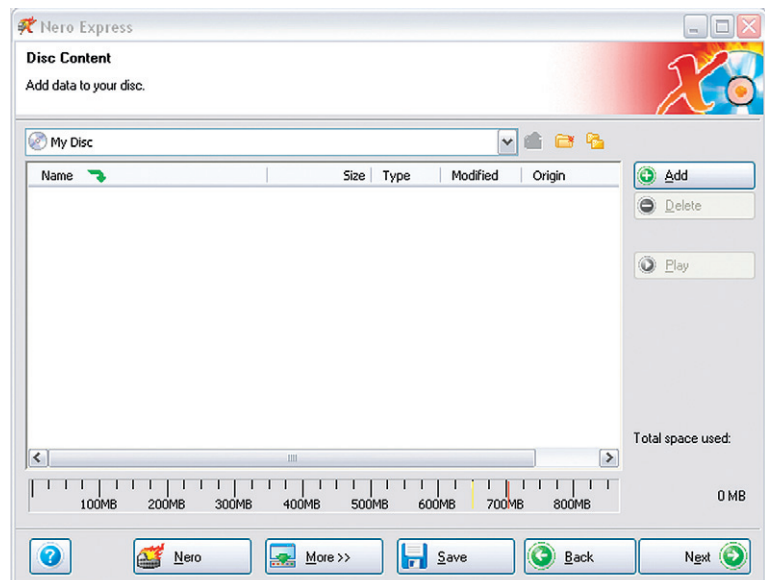 Nero Express
Disc Content
Add data to your disc.
My Disc
Name Size Type Modified Origin
Add
Delete
Play
Total space used:
100MB 200MB 300MB 400MB 500MB 600MB 700MB 800MB
0 MB
Nero More >> Save Back Next